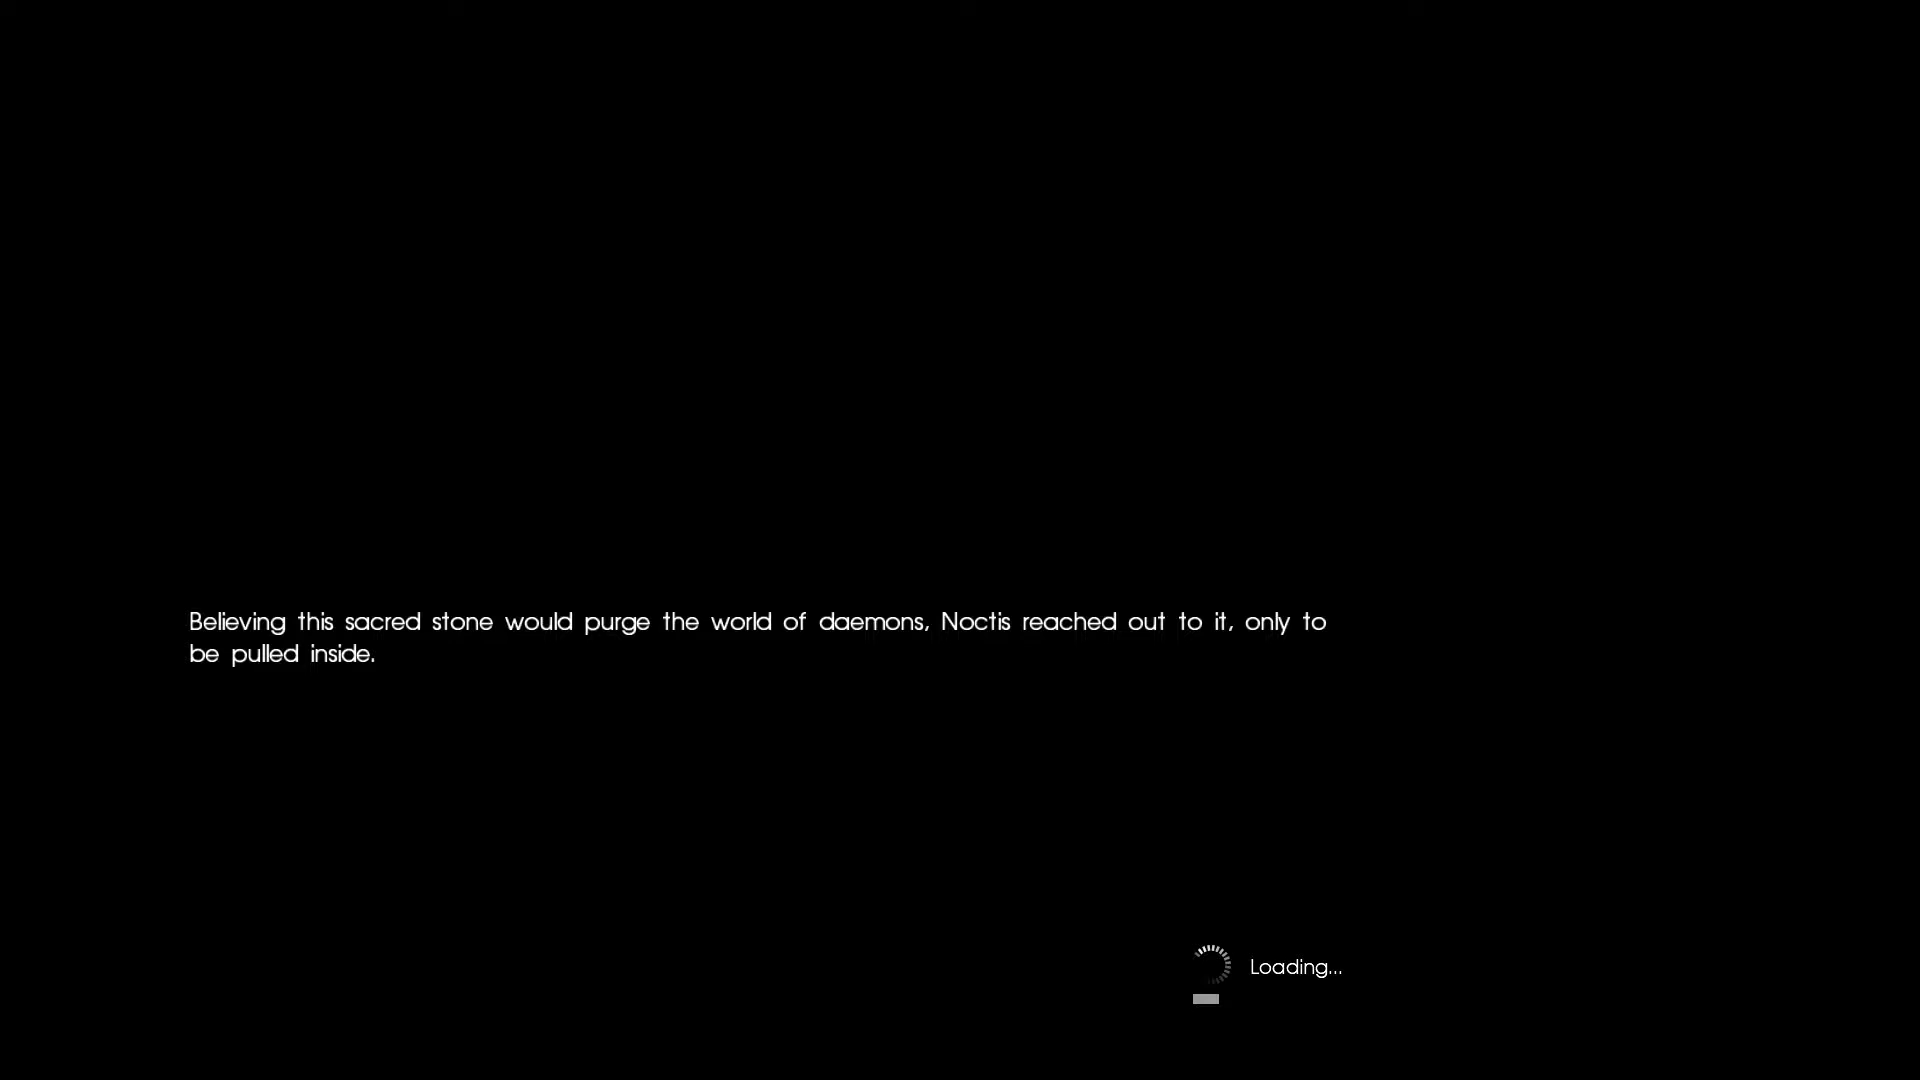 Believing this sacred stone would purge the world of daemons, Noctis reached out to it, only to
be pulled inside.
Loading...